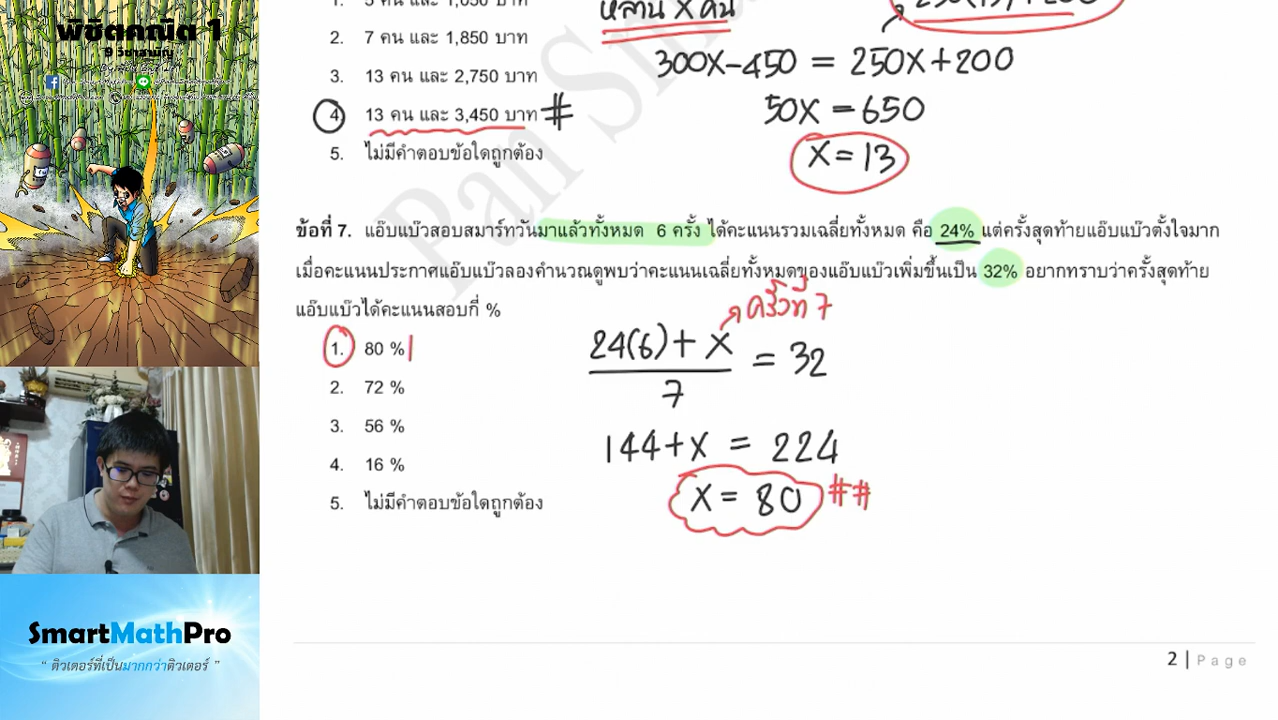 พิชิตคณิต 1
9 วิชาสามัญ
2. 7 คน และ 1,850 บาท
3. 13 คน และ 2,750 บาท
4. 13 คน และ 3,450 บาท #
5. ไม่มีคำตอบข้อใดถูกต้อง
หลาน x คน
300x-450 = 250x+200
50x = 650
x = 13
ข้อที่ 7. แอ๊บแบ๊วสอบสมาร์ทวันมาแล้วทั้งหมด 6 ครั้ง ได้คะแนนรวมเฉลี่ยทั้งหมด คือ 24% แต่ครั้งสุดท้ายแอ๊บแบ๊วตั้งใจมาก
เมื่อคะแนนประกาศแอ๊บแบ๊วลองคำนวณดูพบว่าคะแนนเฉลี่ยทั้งหมดของแอ๊บแบ๊วเพิ่มขึ้นเป็น 32% อยากทราบว่าครั้งสุดท้าย
แอ๊บแบ๊วได้คะแนนสอบกี่ %
1. 80 %
2. 72 %
3. 56 %
4. 16 %
5. ไม่มีคำตอบข้อใดถูกต้อง
ครั้งที่ 7
24(6)+x
7
= 32
144+x = 224
x = 80 ##
SmartMathPro
“ ติวเตอร์ที่เป็นมากกว่าติวเตอร์ ”
2 | Page